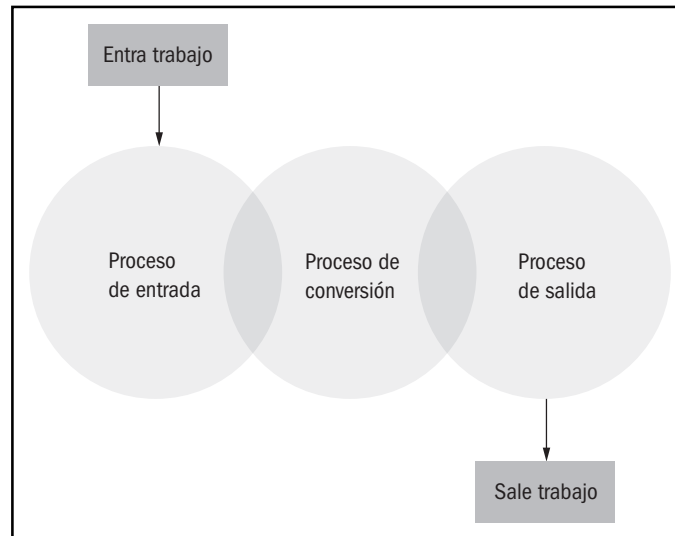 Entra trabajo
Proceso
de entrada
Proceso de
conversión
Proceso
de salida
Sale trabajo